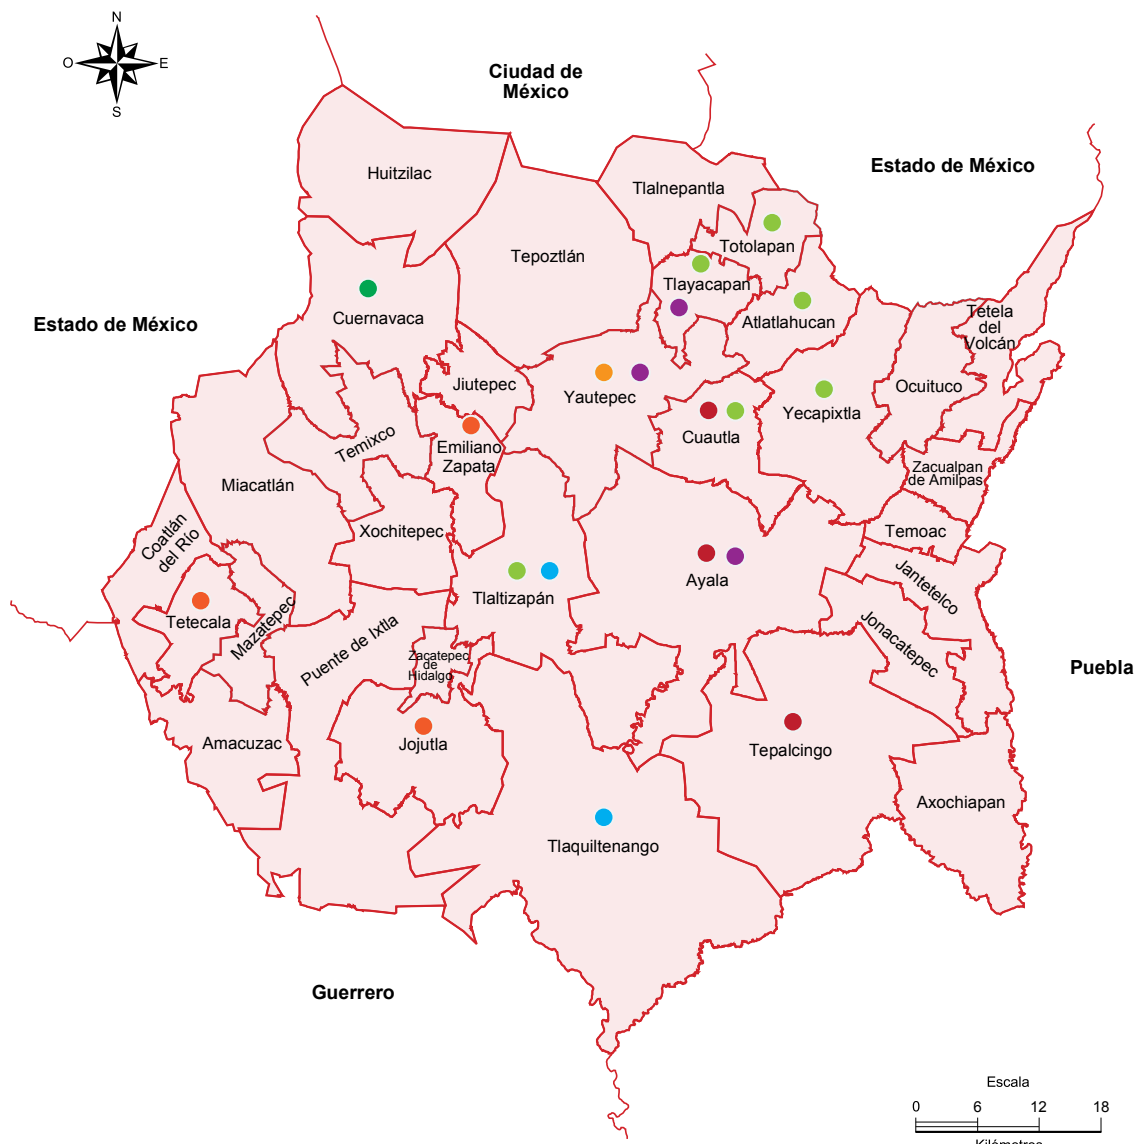 N
O
E
S
Ciudad de
México
Estado de México
Huitzilac
Tlalnepantla
Totolapan
Tepoztlán
Tlayacapan
Estado de México
Cuernavaca
Atlatlahucan
Tetela
del
Volcán
Jiutepec
Yautepec
Yecapixtla
Ocuituco
Temixco
Emiliano
Zapata
Cuautla
Zacualpan
de Amilpas
Miacatlán
Coatlán
del Río
Xochitepec
Temoac
Tlaltizapán
Ayala
Jantetelco
Tetecala
Mazatepec
Puente de Ixtla
Zacatepec
de
Hidalgo
Jonacatepec
Puebla
Amacuzac
Jojutla
Tepalcingo
Axochiapan
Tlaquiltenango
Guerrero
Escala
0 6 12 18
Kilómetros